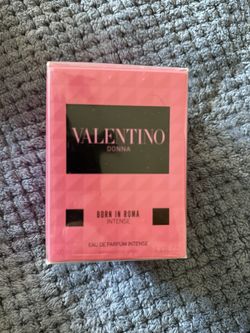 VALENTINO
DONNA
BORN IN ROMA
INTENSE
EAU DE PARFUM INTENSE